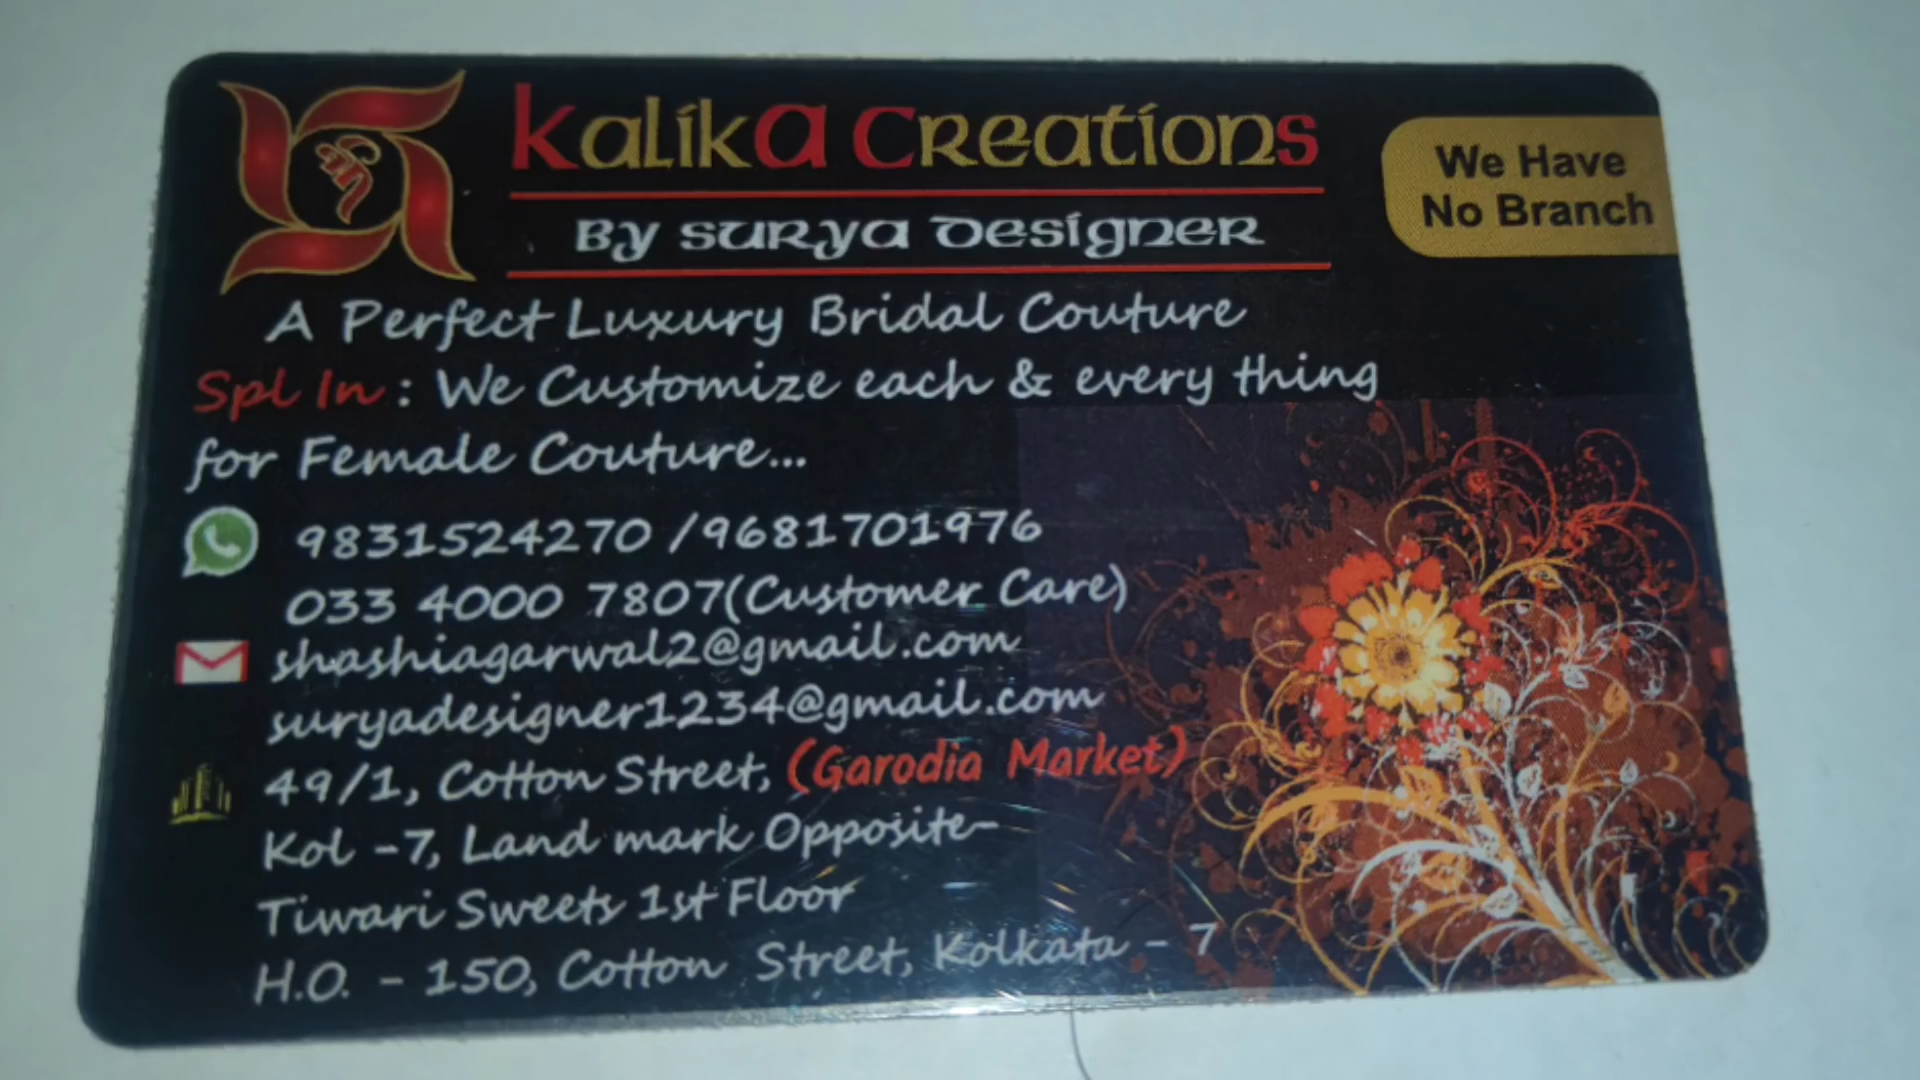 श्री
Kalika Creations
By Surya Designer
We Have
No Branch
A Perfect Luxury Bridal Couture
Spl In : We Customize each & every thing
for Female Couture...
9831524270 /9681701976
033 4000 7807(Customer Care)
shashiagarwal2@gmail.com
suryadesigner1234@gmail.com
49/1, Cotton Street, (Garodia Market)
Kol -7, Land mark Opposite-
Tiwari Sweets 1st Floor
H.O. - 150, Cotton Street, Kolkata - 7